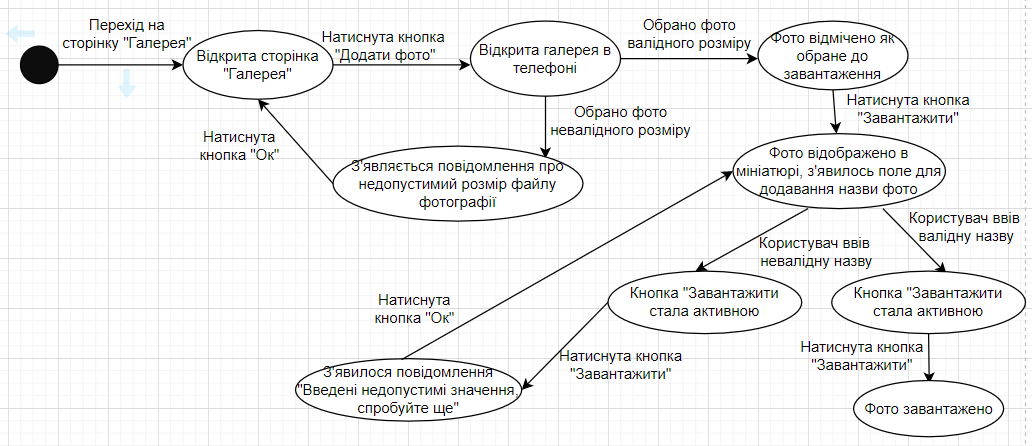 Перехід на
сторінку "Галерея"
Відкрита сторінка
"Галерея"
Натиснута кнопка
"Додати фото"
Відкрита галерея в
телефоні
Обрано фото
валідного розміру
Фото відмічено як
обране до
завантаження
Обрано фото
невалідного розміру
Натиснута кнопка
"Завантажити"
Натиснута
кнопка "Ок"
З'являється повідомлення про
недопустимий розмір файлу
фотографії
Фото відображено в
мініатюрі, з'явилось поле для
додавання назви фото
Користувач ввів
невалідну назву
Користувач ввів
валідну назву
Кнопка "Завантажити
стала активною
Кнопка "Завантажити
стала активною
Натиснута
кнопка "Ок"
Натиснута кнопка
"Завантажити"
Натиснута кнопка
"Завантажити"
З'явилося повідомлення
"Введені недопустимі значення,
спробуйте ще"
Фото завантажено